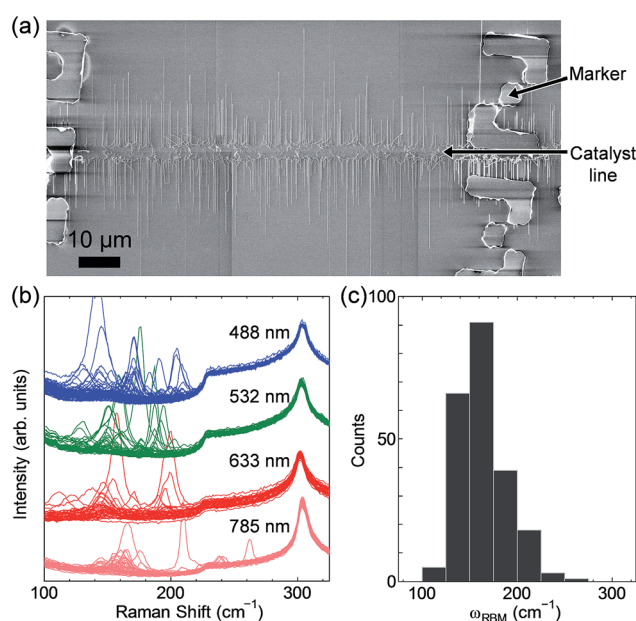 (a)
Marker
Catalyst
line
10 μm
(b)
488 nm
532 nm
633 nm
785 nm
Intensity (arb. units)
100
200
300
Raman Shift (cm⁻¹)
(c)
100
50
0
Counts
100
200
300
ω_RBM (cm⁻¹)